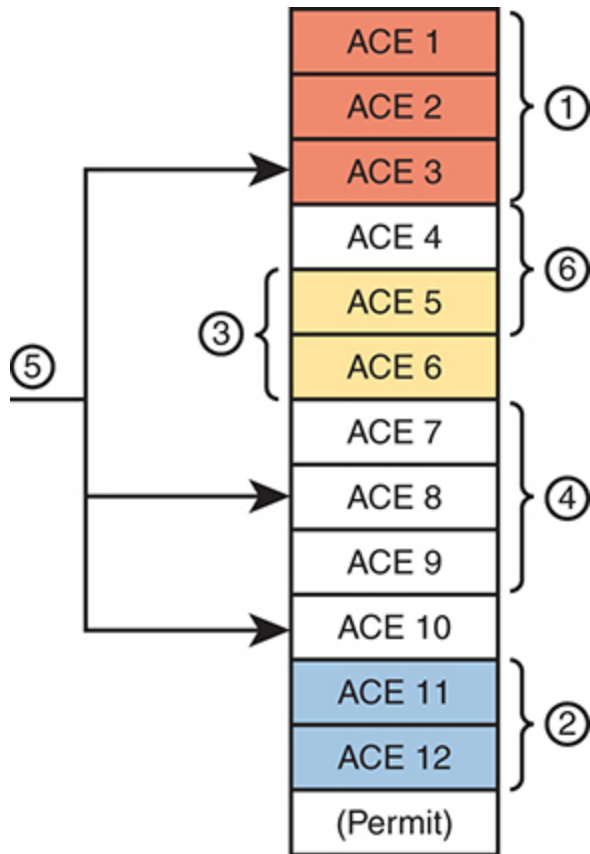 ACE 1
①
ACE 2
ACE 3
ACE 4
⑥
ACE 5
③
ACE 6
⑤
ACE 7
ACE 8
④
ACE 9
ACE 10
ACE 11
②
ACE 12
(Permit)